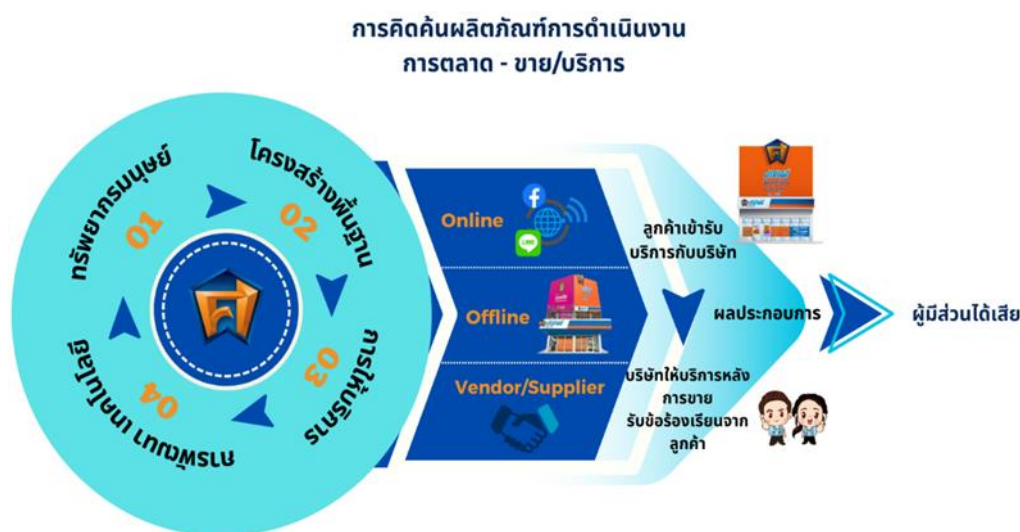 การคิดค้นผลิตภัณฑ์การดำเนินงาน
การตลาด - ขาย/บริการ
ทรัพยากรมนุษย์
01
โครงสร้างพื้นฐาน
02
การให้บริการ
03
การพัฒนา เทคโนโลยี
04
Online
LINE
Offline
Vendor/Supplier
ลูกค้าเข้ารับ
บริการกับบริษัท
ผลประกอบการ
บริษัทให้บริการหลัง
การขาย
รับข้อร้องเรียนจาก
ลูกค้า
ผู้มีส่วนได้เสีย